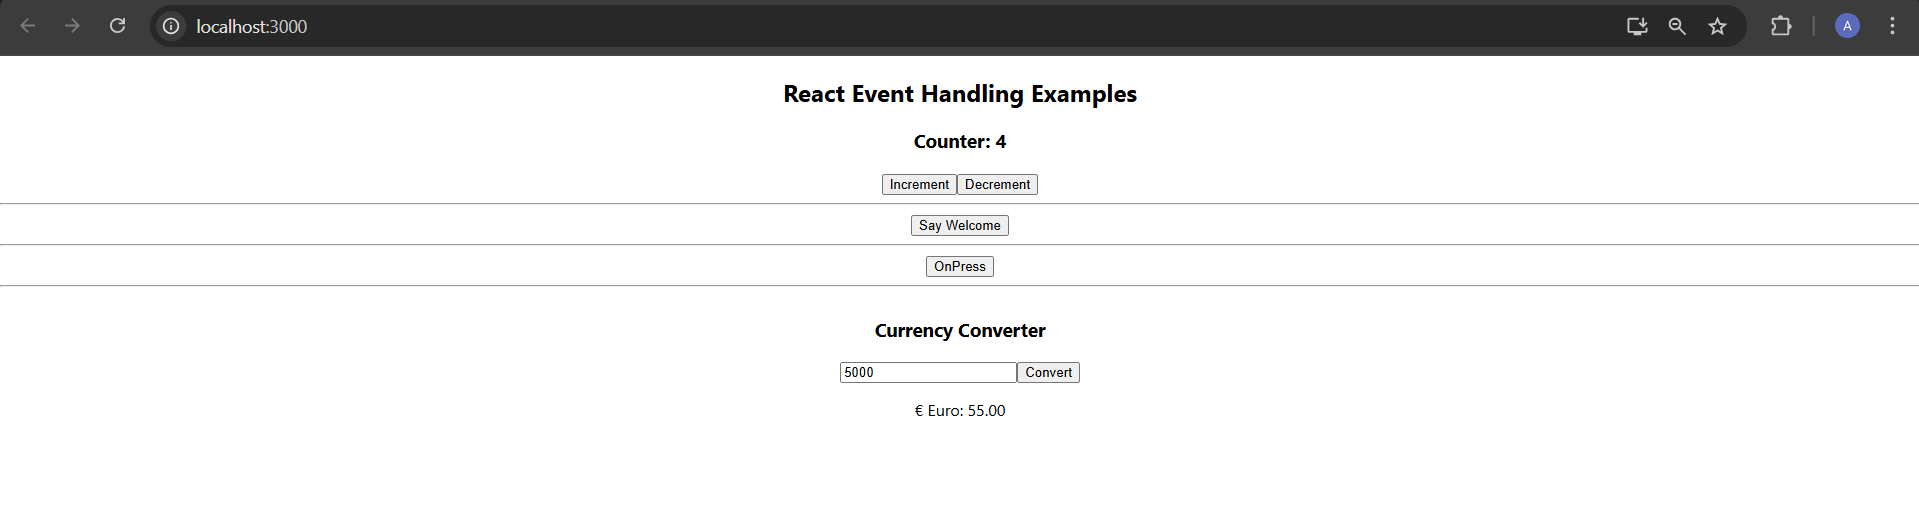 localhost:3000
A
React Event Handling Examples
Counter: 4
Increment Decrement
Say Welcome
OnPress
Currency Converter
5000 Convert
€ Euro: 55.00